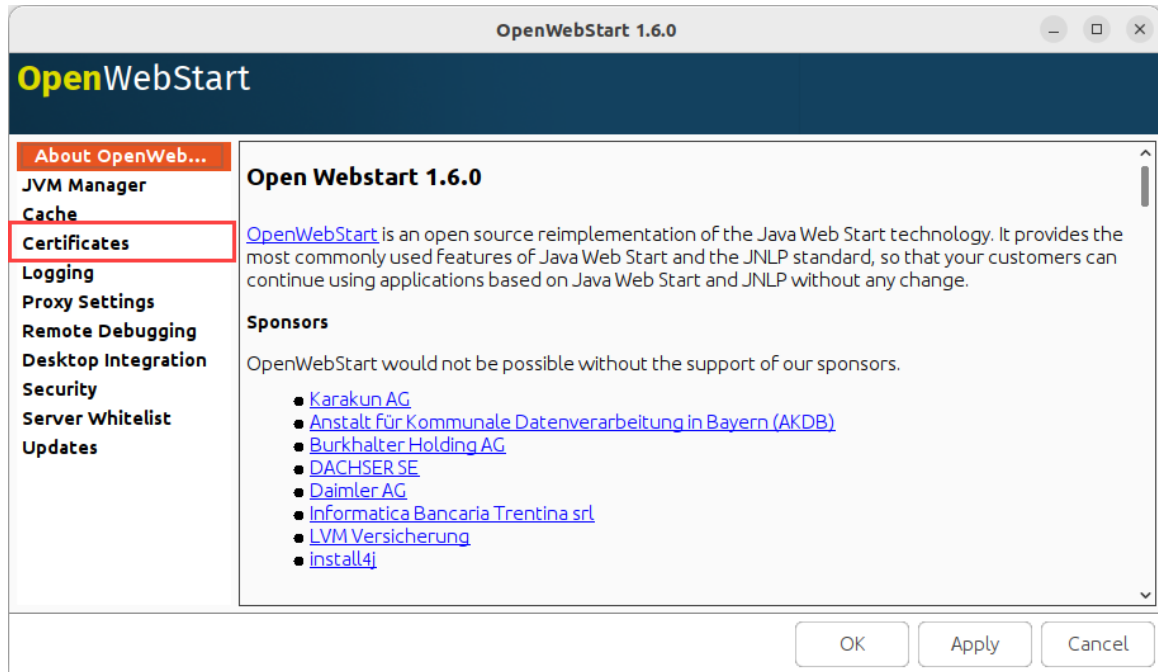 OpenWebStart 1.6.0
OpenWebStart
About OpenWeb...
JVM Manager
Cache
Certificates
Logging
Proxy Settings
Remote Debugging
Desktop Integration
Security
Server Whitelist
Updates
Open Webstart 1.6.0
OpenWebStart is an open source reimplementation of the Java Web Start technology. It provides the
most commonly used features of Java Web Start and the JNLP standard, so that your customers can
continue using applications based on Java Web Start and JNLP without any change.
Sponsors
OpenWebStart would not be possible without the support of our sponsors.
Karakun AG
Anstalt für Kommunale Datenverarbeitung in Bayern (AKDB)
Burkhalter Holding AG
DACHSER SE
Daimler AG
Informatica Bancaria Trentina srl
LVM Versicherung
install4j
OK
Apply
Cancel